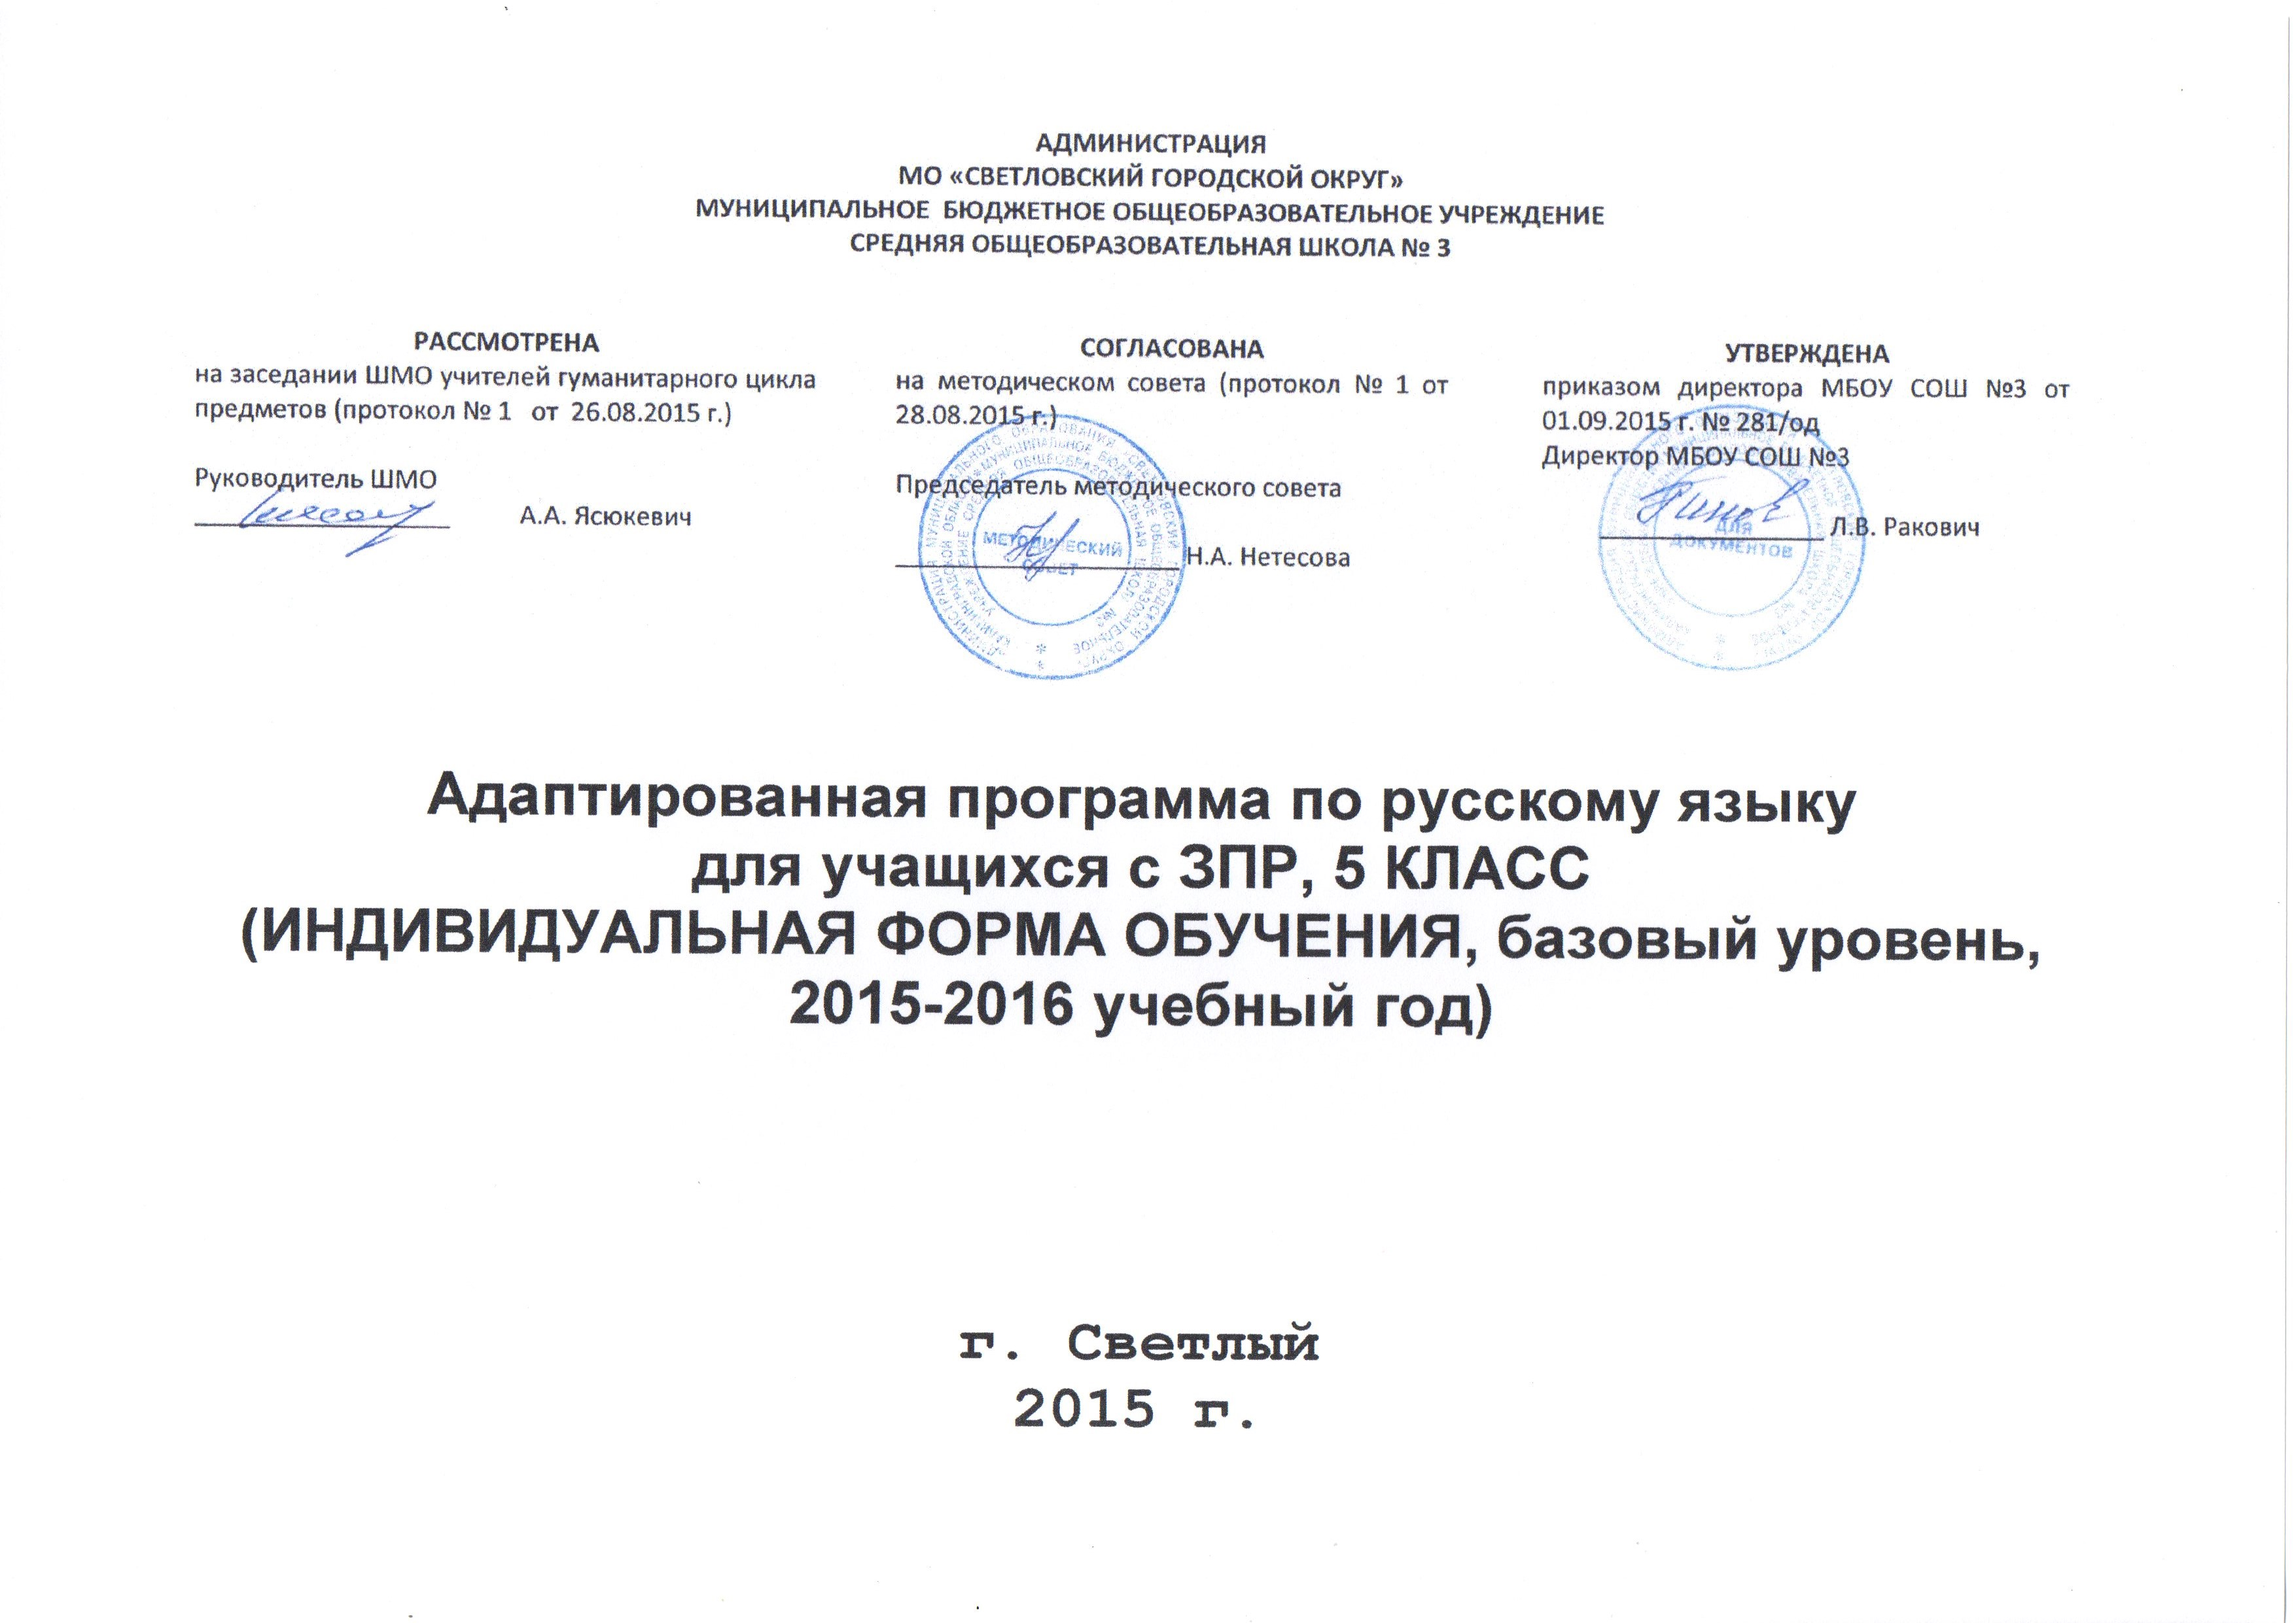 АДМИНИСТРАЦИЯ
МО «СВЕТЛОВСКИЙ ГОРОДСКОЙ ОКРУГ»
МУНИЦИПАЛЬНОЕ БЮДЖЕТНОЕ ОБЩЕОБРАЗОВАТЕЛЬНОЕ УЧРЕЖДЕНИЕ
СРЕДНЯЯ ОБЩЕОБРАЗОВАТЕЛЬНАЯ ШКОЛА № 3
РАССМОТРЕНА
на заседании ШМО учителей гуманитарного цикла
предметов (протокол № 1 от 26.08.2015 г.)
Руководитель ШМО
А.А. Ясюкевич
СОГЛАСОВАНА
на методическом совета (протокол № 1 от
28.08.2015 г.)
Председатель методического совета
Н.А. Нетесова
МЕТОДИЧЕСКИЙ
СОВЕТ
УТВЕРЖДЕНА
приказом директора МБОУ СОШ №3 от
01.09.2015 г. № 281/од
Директор МБОУ СОШ №3
Л.В. Ракович
ДЛЯ
ДОКУМЕНТОВ
Адаптированная программа по русскому языку
для учащихся с ЗПР, 5 КЛАСС
(ИНДИВИДУАЛЬНАЯ ФОРМА ОБУЧЕНИЯ, базовый уровень,
2015-2016 учебный год)
г. Светлый
2015 г.